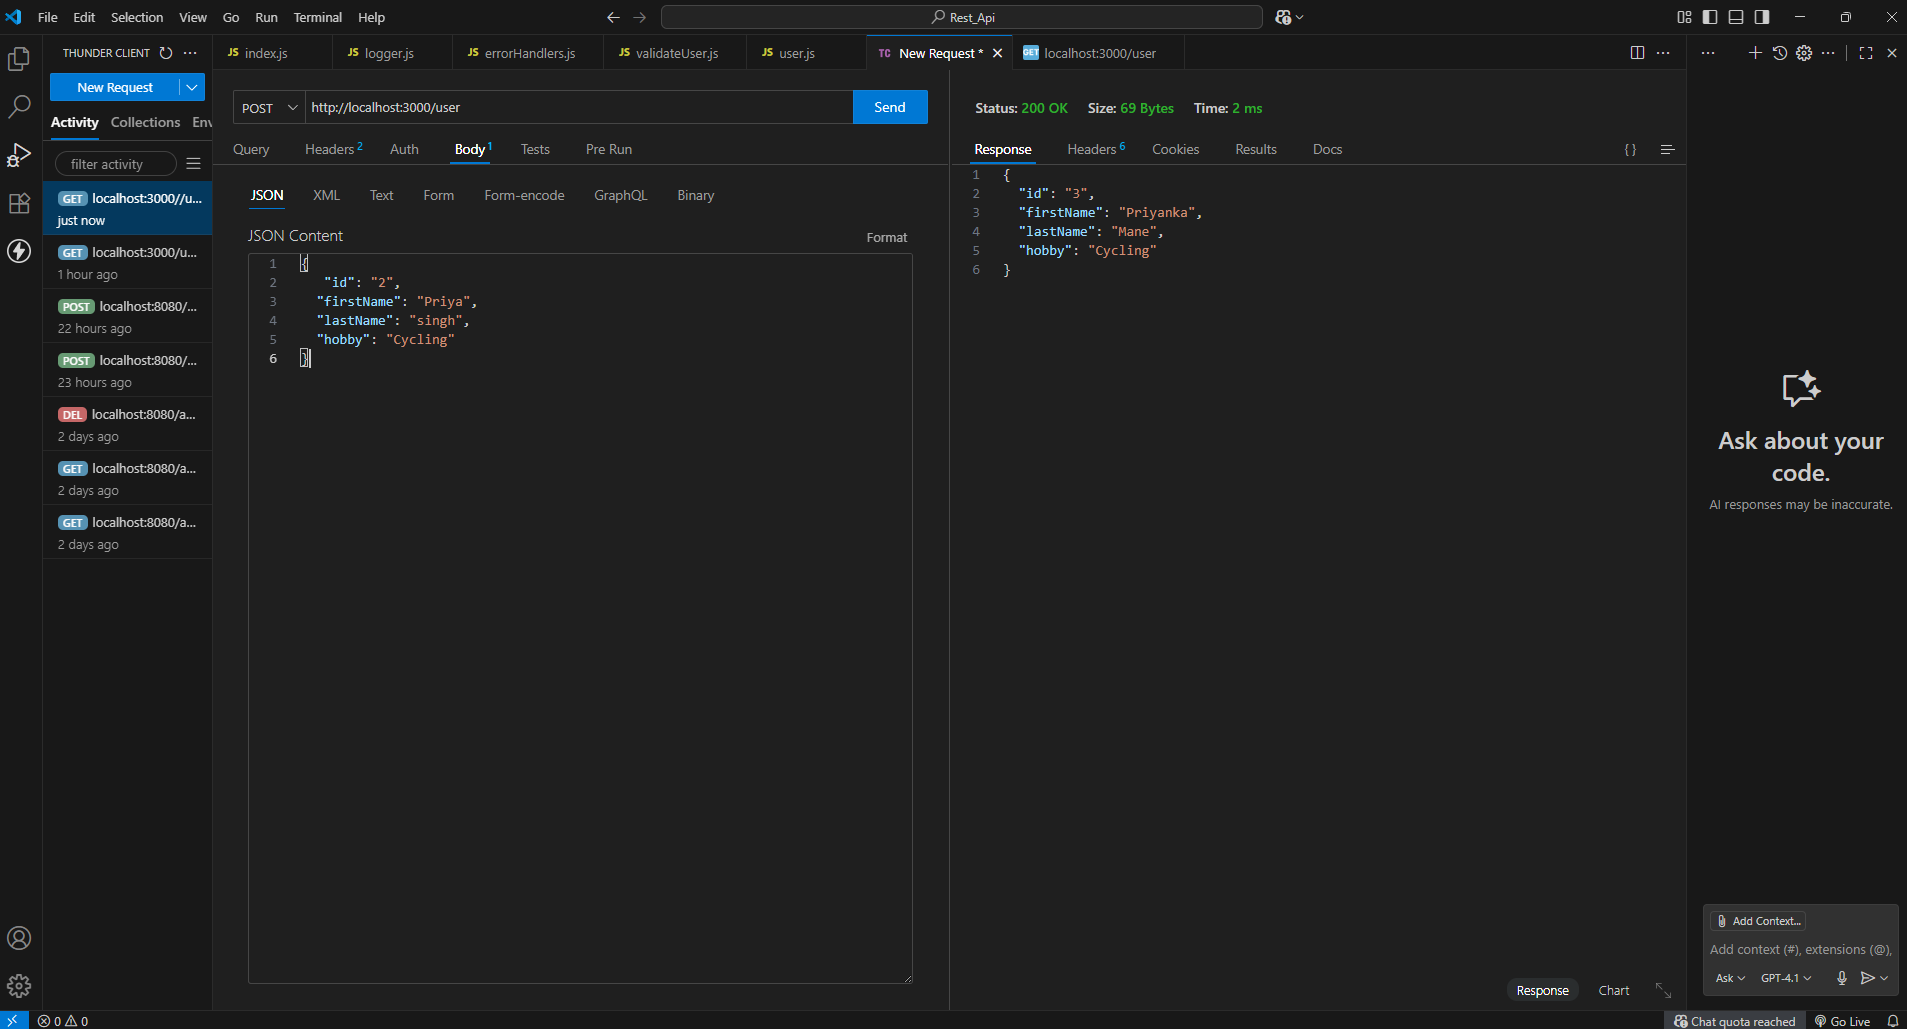 File Edit Selection View Go Run Terminal Help
Rest_Api
THUNDER CLIENT
New Request
Activity Collections Env
filter activity
GET localhost:3000//u...
just now
GET localhost:3000/u...
1 hour ago
POST localhost:8080/...
22 hours ago
POST localhost:8080/...
23 hours ago
DEL localhost:8080/a...
2 days ago
GET localhost:8080/a...
2 days ago
GET localhost:8080/a...
2 days ago
JS index.js JS logger.js JS errorHandlers.js JS validateUser.js JS user.js TC New Request * GET localhost:3000/user
POST http://localhost:3000/user Send
Query Headers 2 Auth Body 1 Tests Pre Run
JSON XML Text Form Form-encode GraphQL Binary
JSON Content Format
1 {
2 "id": "2",
3 "firstName": "Priya",
4 "lastName": "singh",
5 "hobby": "Cycling"
6 }
Status: 200 OK Size: 69 Bytes Time: 2 ms
Response Headers 6 Cookies Results Docs { }
1 {
2 "id": "3",
3 "firstName": "Priyanka",
4 "lastName": "Mane",
5 "hobby": "Cycling"
6 }
Response Chart
Ask about your
code.
AI responses may be inaccurate.
Add Context...
Add context (#), extensions (@),
Ask GPT-4.1
0 0
Chat quota reached Go Live